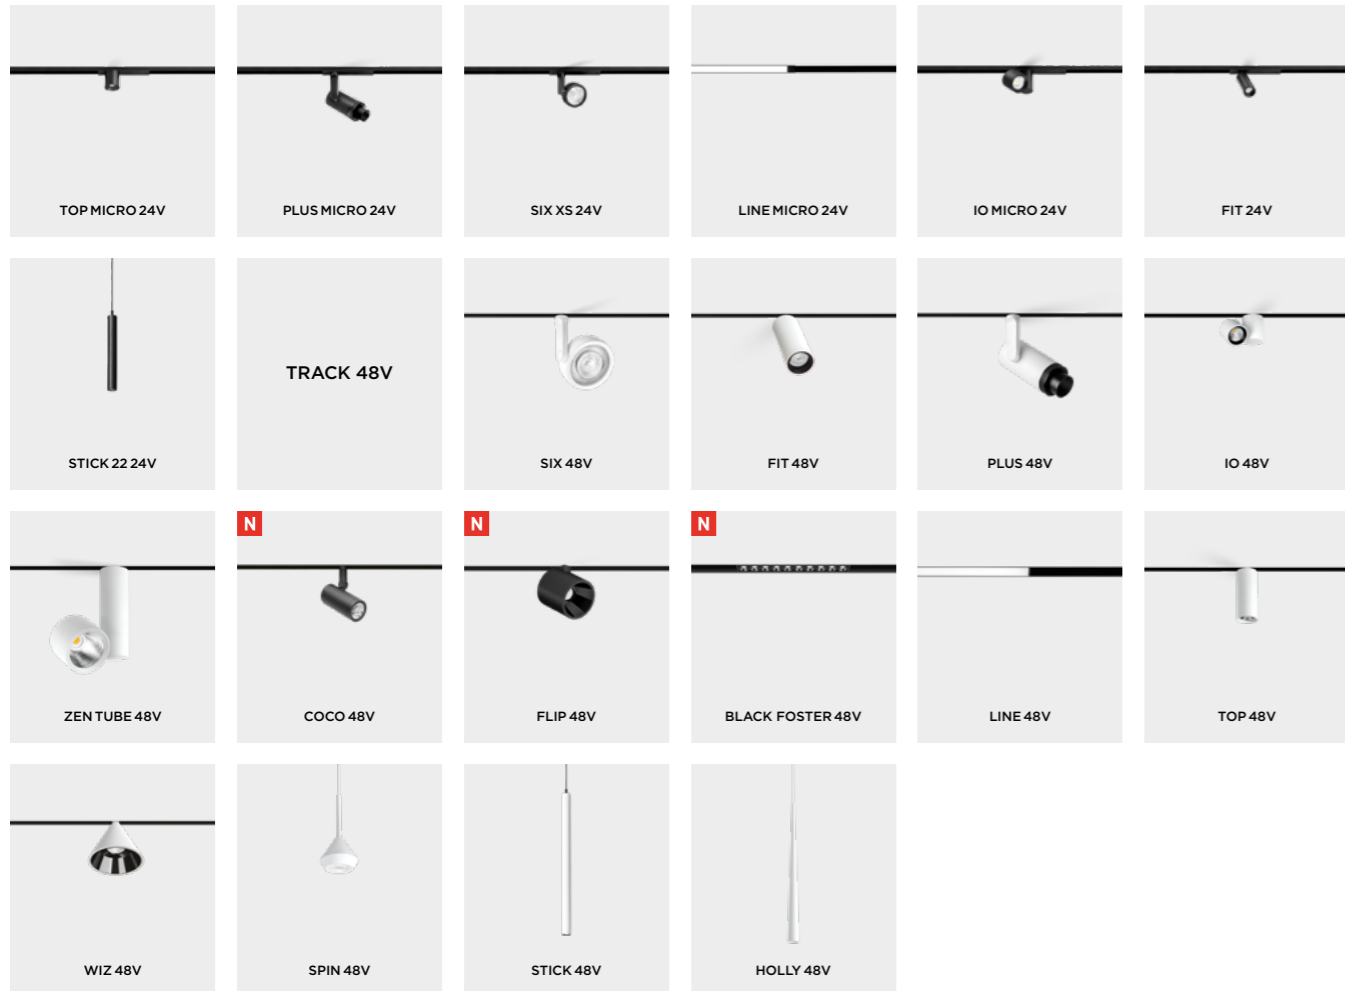 TOP MICRO 24V
PLUS MICRO 24V
SIX XS 24V
LINE MICRO 24V
IO MICRO 24V
FIT 24V
STICK 22 24V
TRACK 48V
SIX 48V
FIT 48V
PLUS 48V
IO 48V
ZEN TUBE 48V
N
COCO 48V
N
FLIP 48V
N
BLACK FOSTER 48V
LINE 48V
TOP 48V
WIZ 48V
SPIN 48V
STICK 48V
HOLLY 48V